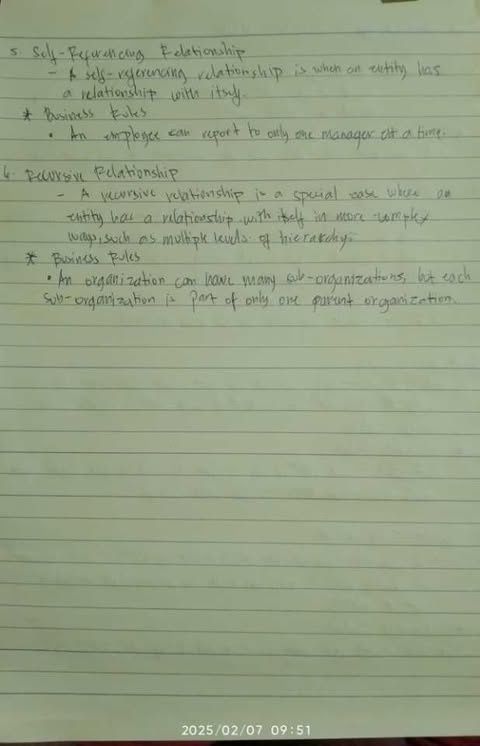 5. Self-Referencing Relationship
- A self-referencing relationship is when an entity has
a relationship with itself.
* Business Rules
• An employee can report to only one manager at a time.
6. Recursive Relationship
- A recursive relationship is a special case where an
entity has a relationship with itself in more complex
ways, such as multiple levels of hierarchy.
* Business Rules
• An organization can have many sub-organizations, but each
sub-organization is part of only one parent organization.
2025/02/07 09:51